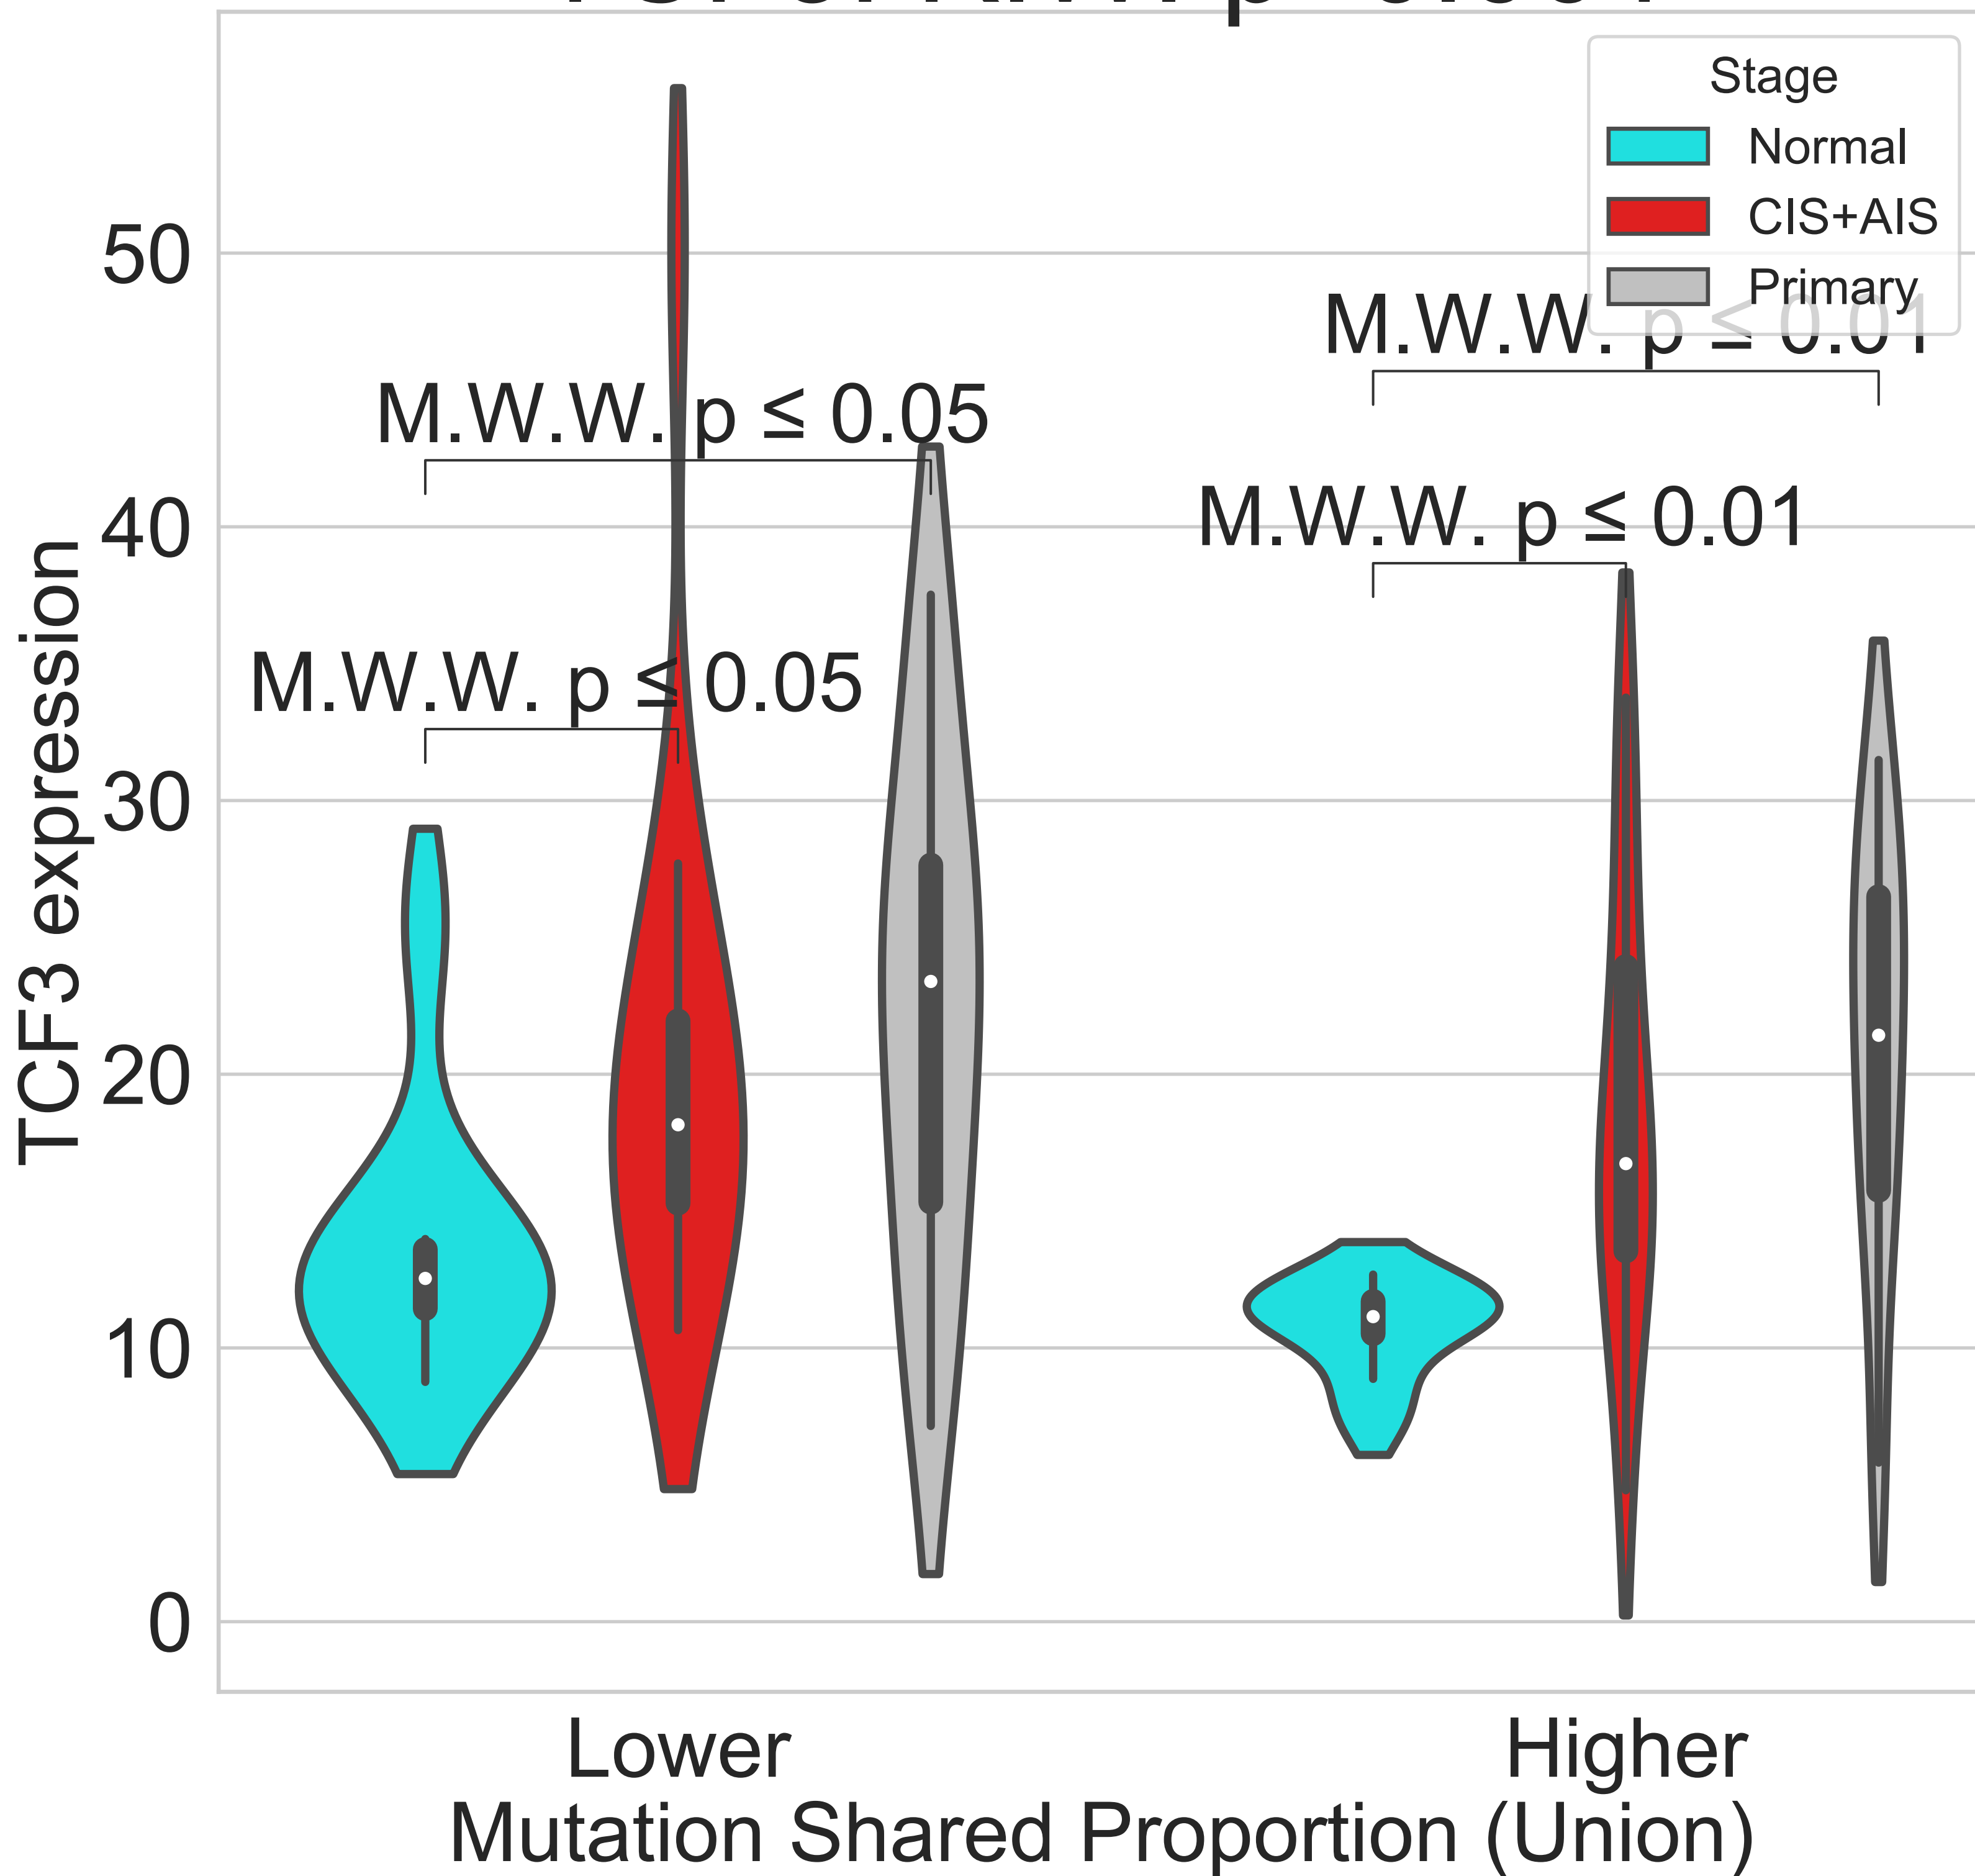 Stage
Normal
CIS+AIS
Primary
M.W.W. p ≤ 0.01
M.W.W. p ≤ 0.05
M.W.W. p ≤ 0.01
M.W.W. p ≤ 0.05
50
40
30
20
10
0
TCF3 expression
Lower
Higher
Mutation Shared Proportion (Union)